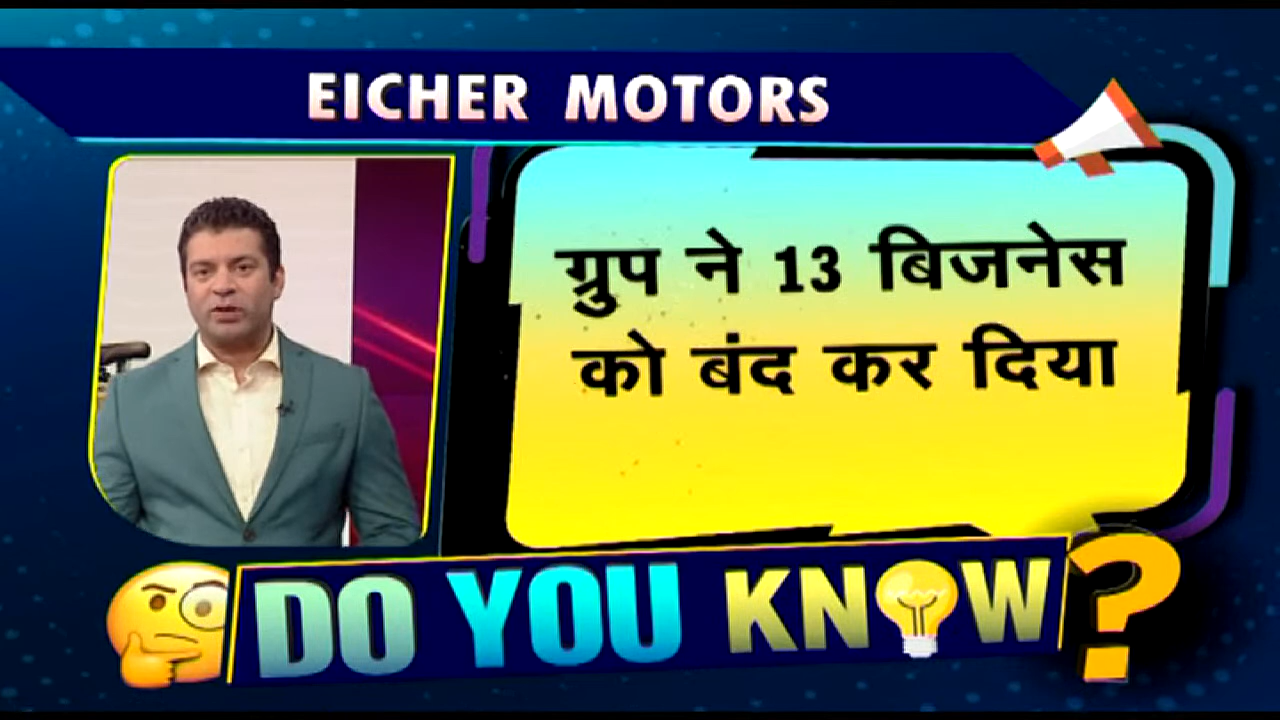 EICHER MOTORS
ग्रुप ने 13 बिजनेस
को बंद कर दिया
DO YOU KNOW ?